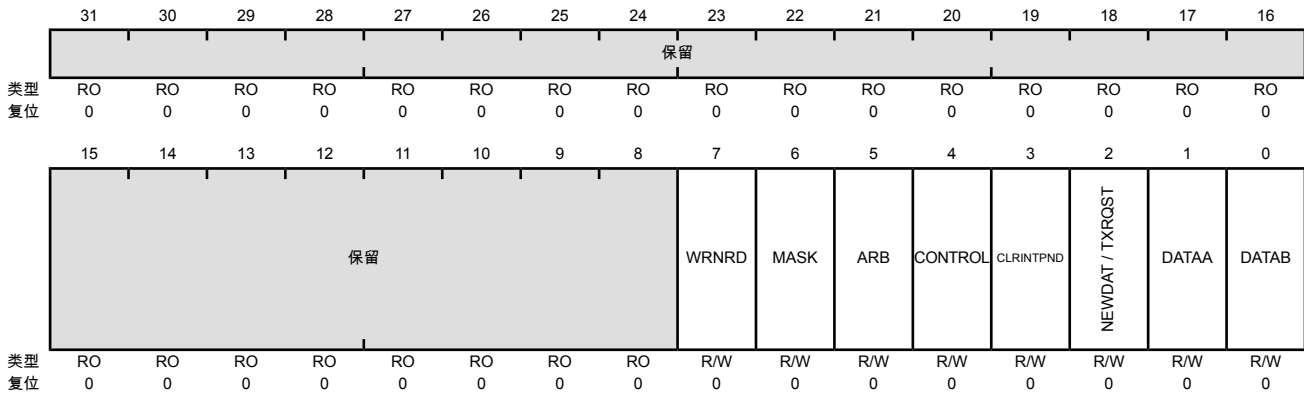 31 30 29 28 27 26 25 24 23 22 21 20 19 18 17 16
保留
类型 RO RO RO RO RO RO RO RO RO RO RO RO RO RO RO RO
复位 0 0 0 0 0 0 0 0 0 0 0 0 0 0 0 0
15 14 13 12 11 10 9 8 7 6 5 4 3 2 1 0
保留 WRNRD MASK ARB CONTROL CLRINTPND NEWDAT / TXRQST DATAA DATAB
类型 RO RO RO RO RO RO RO RO R/W R/W R/W R/W R/W R/W R/W R/W
复位 0 0 0 0 0 0 0 0 0 0 0 0 0 0 0 0